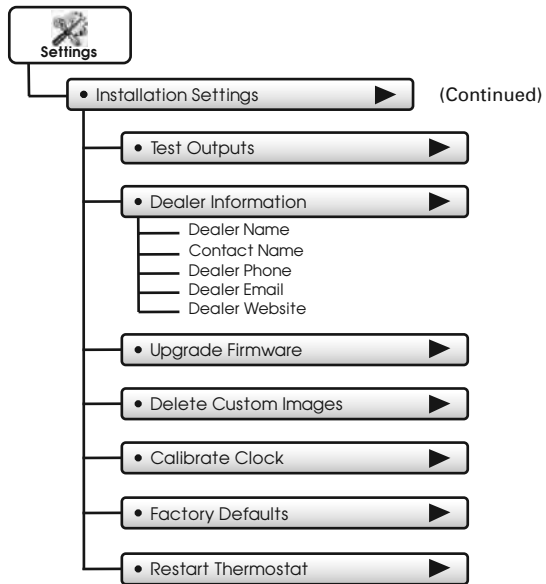 Settings
• Installation Settings (Continued)
• Test Outputs
• Dealer Information
Dealer Name
Contact Name
Dealer Phone
Dealer Email
Dealer Website
• Upgrade Firmware
• Delete Custom Images
• Calibrate Clock
• Factory Defaults
• Restart Thermostat